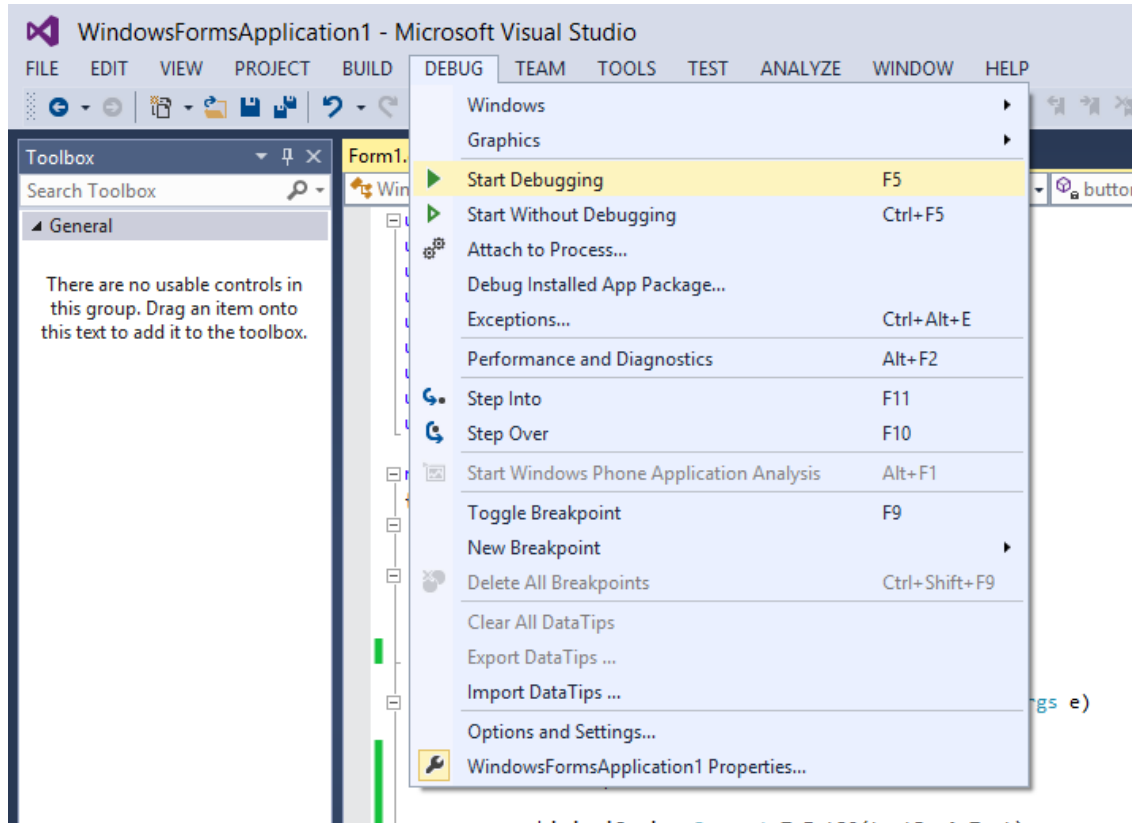 WindowsFormsApplication1 - Microsoft Visual Studio
FILE EDIT VIEW PROJECT BUILD DEBUG TEAM TOOLS TEST ANALYZE WINDOW HELP
Toolbox
Search Toolbox
General
There are no usable controls in
this group. Drag an item onto
this text to add it to the toolbox.
Form1.
Win
Windows
Graphics
Start Debugging F5
Start Without Debugging Ctrl+F5
Attach to Process...
Debug Installed App Package...
Exceptions... Ctrl+Alt+E
Performance and Diagnostics Alt+F2
Step Into F11
Step Over F10
Start Windows Phone Application Analysis Alt+F1
Toggle Breakpoint F9
New Breakpoint
Delete All Breakpoints Ctrl+Shift+F9
Clear All DataTips
Export DataTips ...
Import DataTips ...
Options and Settings...
WindowsFormsApplication1 Properties...
butto
gs e)